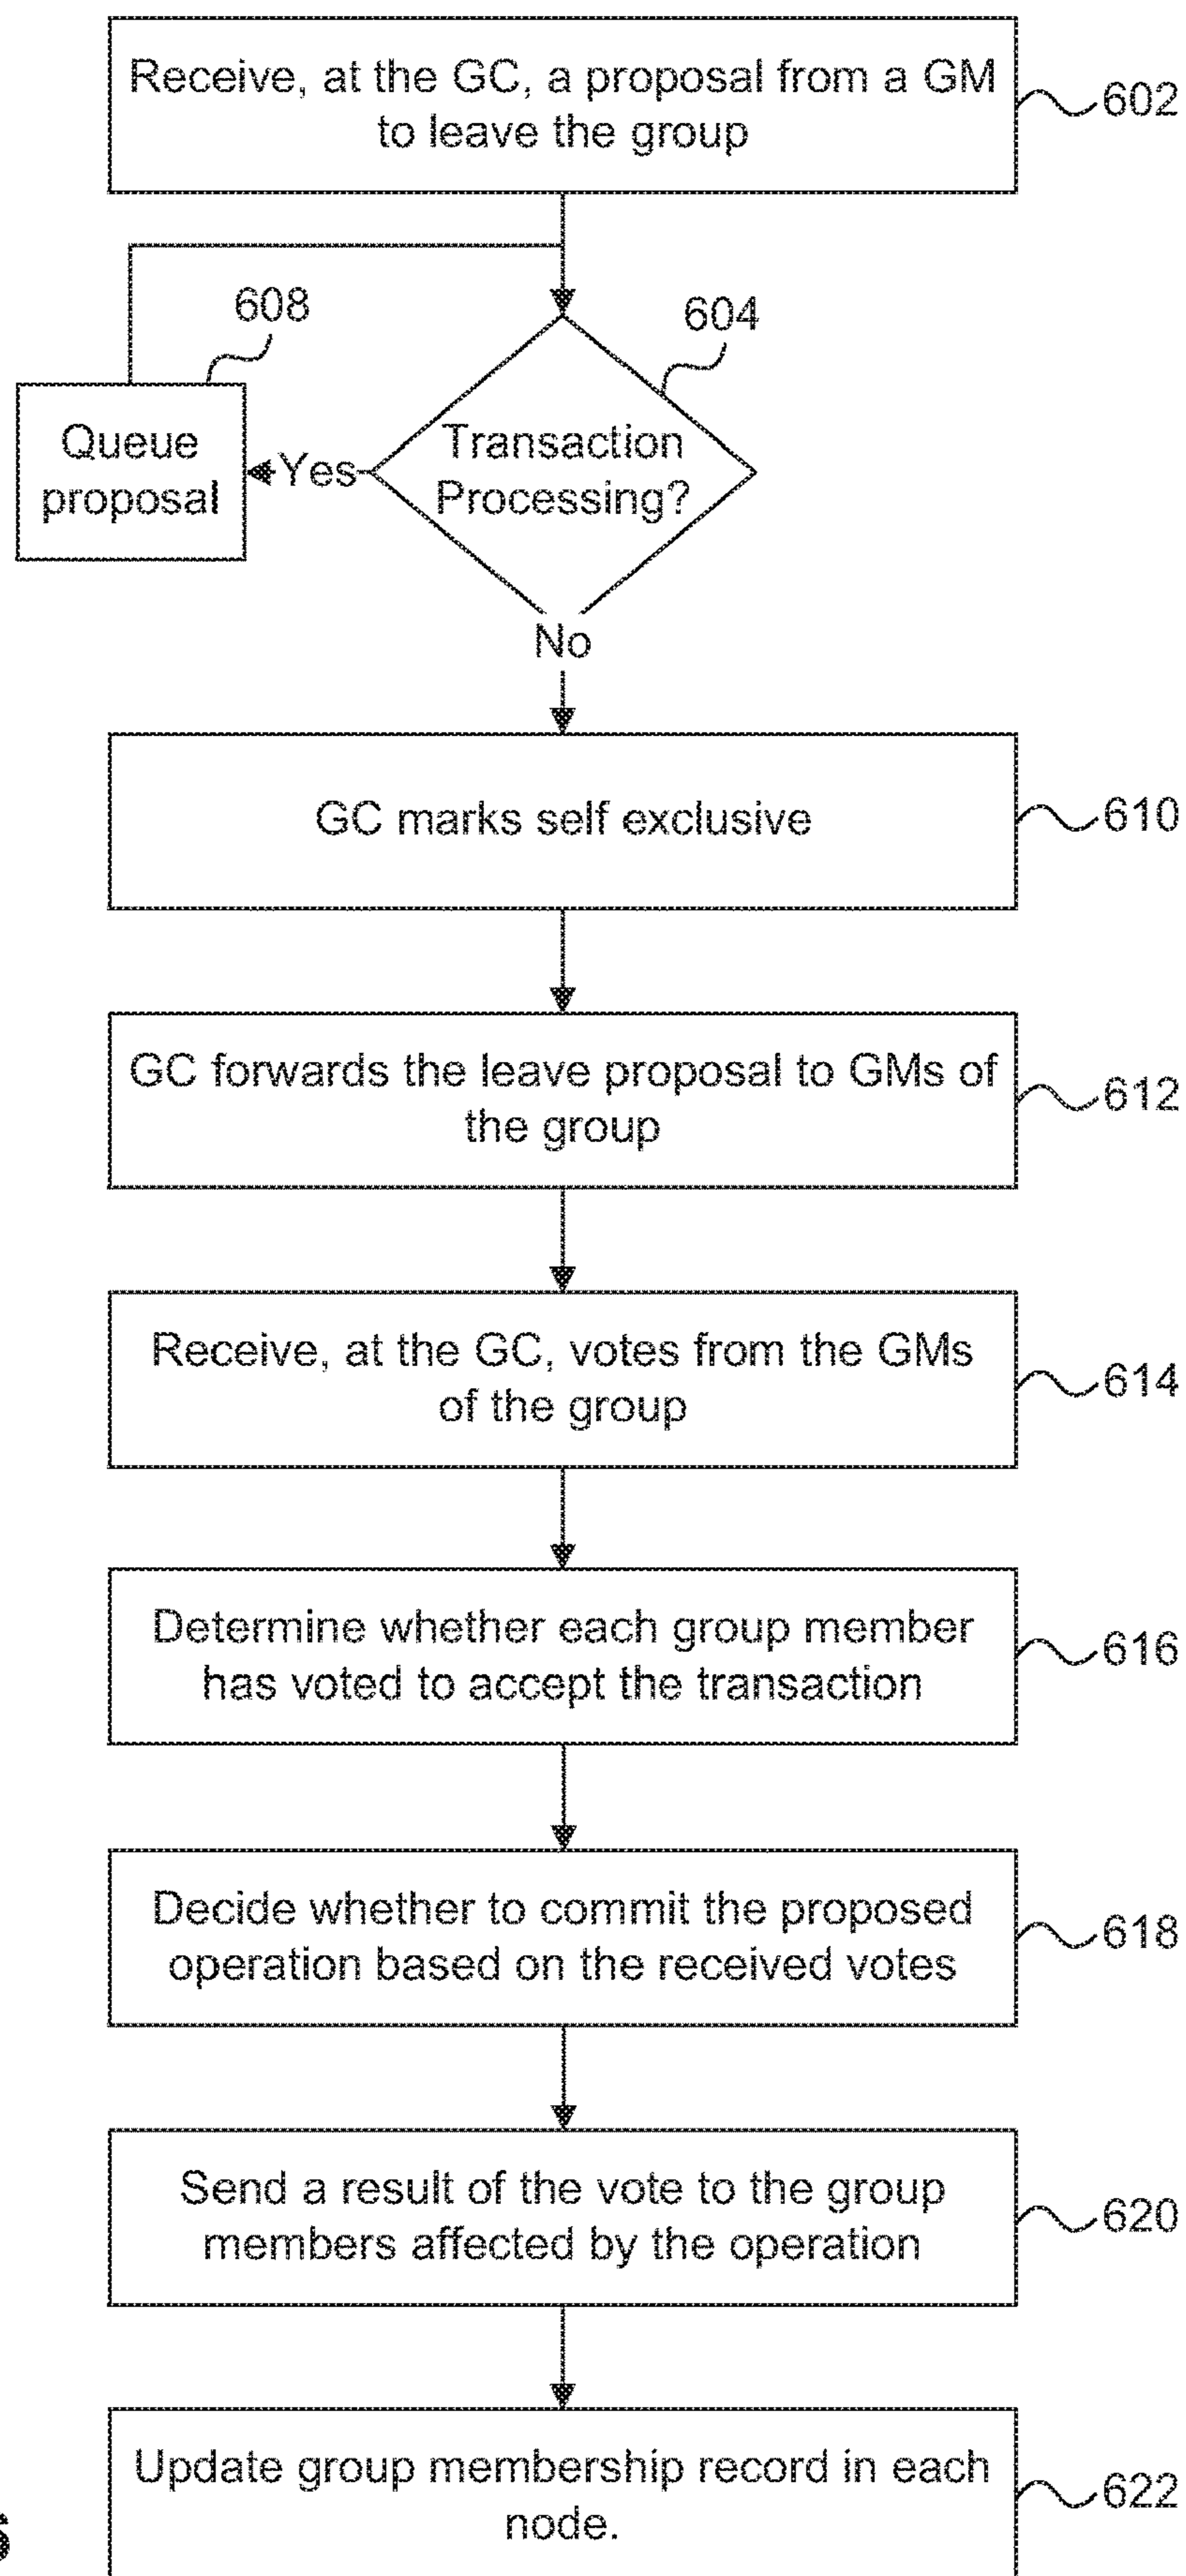 Receive, at the GC, a proposal from a GM
to leave the group
602
608
604
Queue
proposal
Yes
Transaction
Processing?
No
GC marks self exclusive
610
GC forwards the leave proposal to GMs of
the group
612
Receive, at the GC, votes from the GMs
of the group
614
Determine whether each group member
has voted to accept the transaction
616
Decide whether to commit the proposed
operation based on the received votes
618
Send a result of the vote to the group
members affected by the operation
620
Update group membership record in each
node.
622